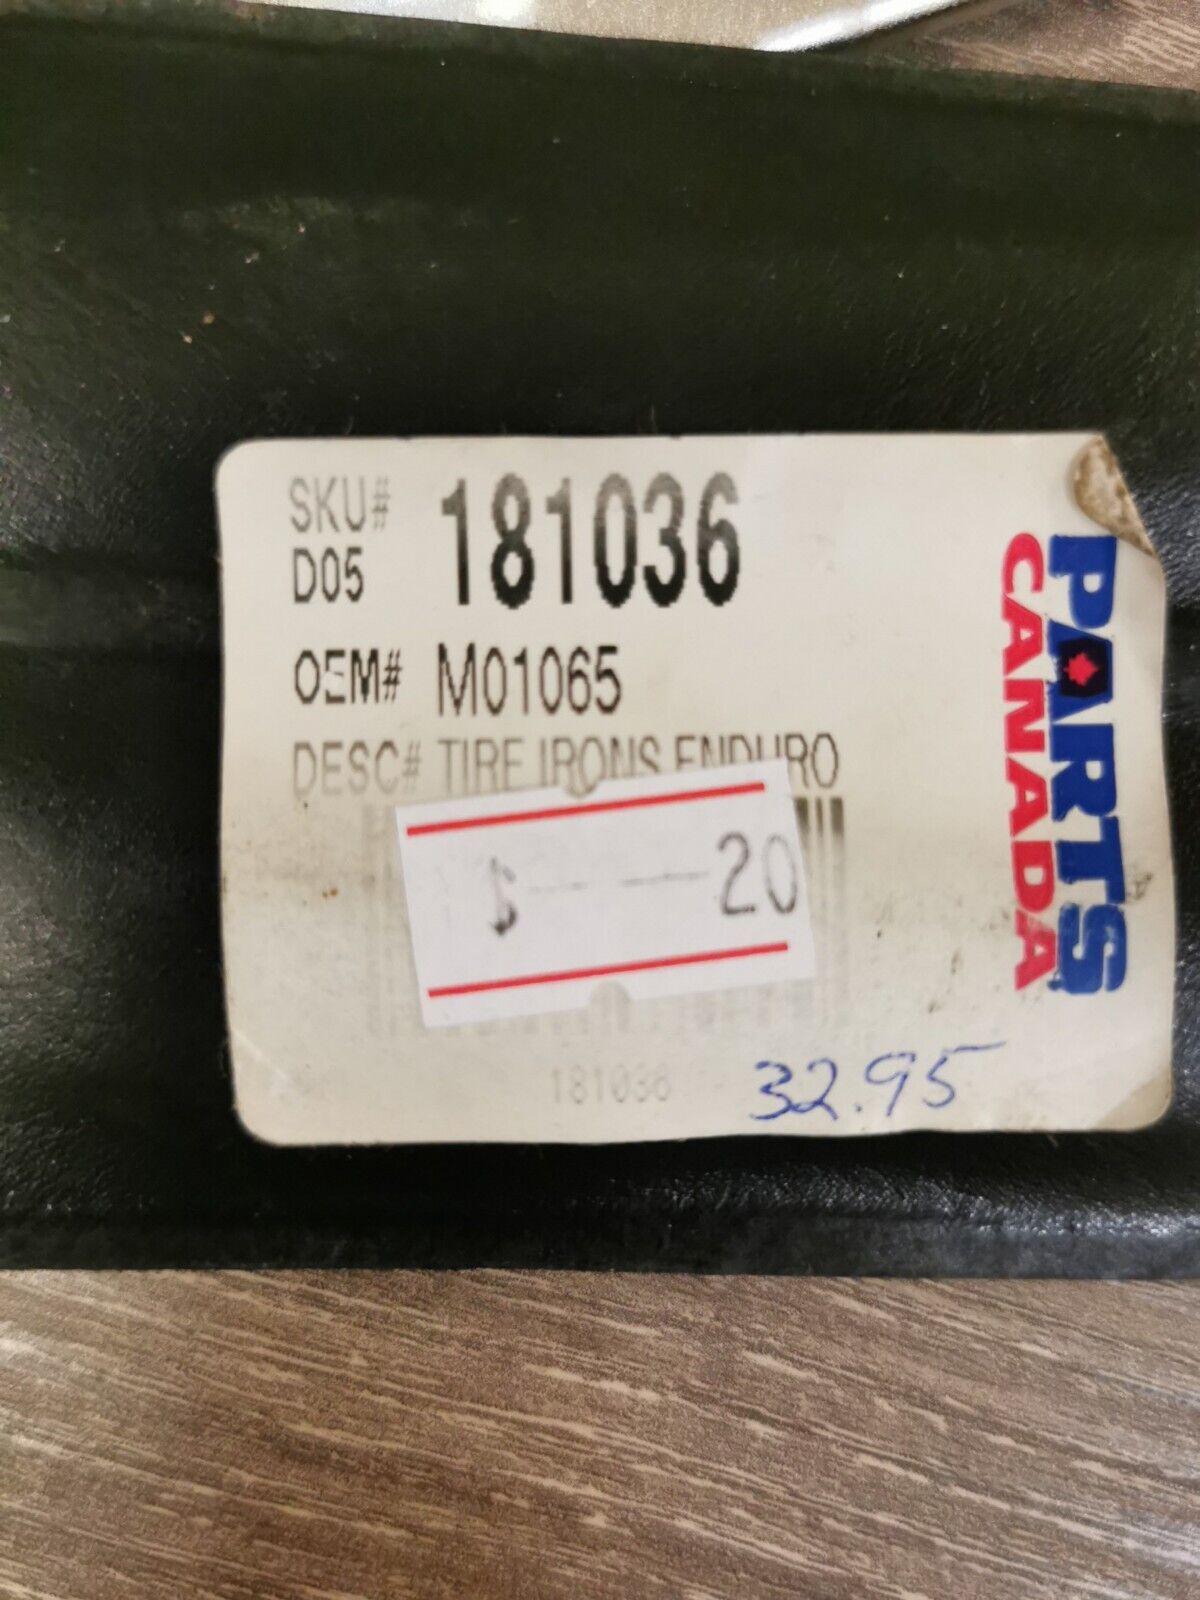 SKU# 181036
D05
OEM# M01065
DESC# TIRE IRONS ENDURO
$ -- -- 20
181036
32.95
PARTS
CANADA